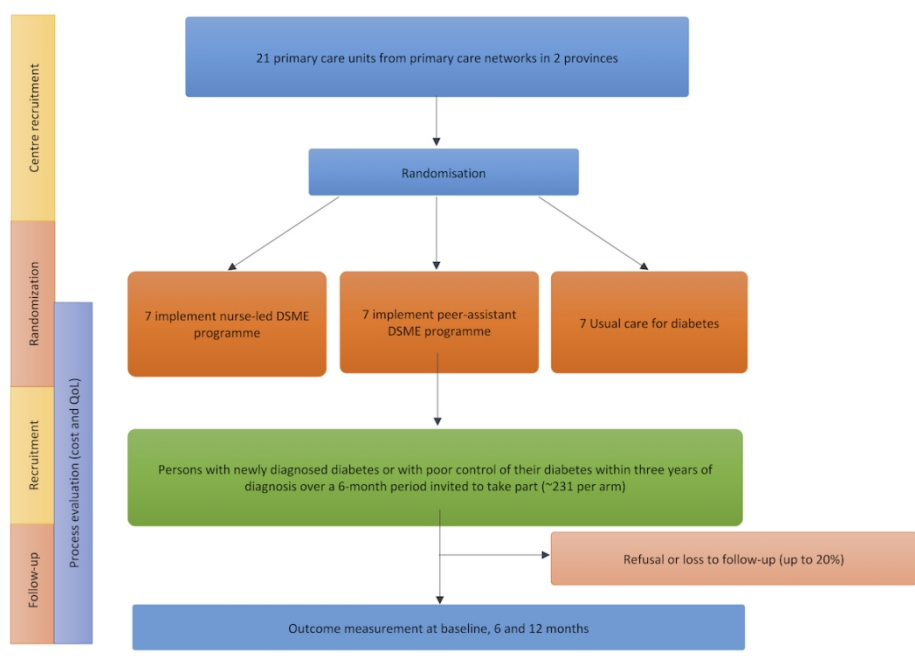 Centre recruitment
Randomization
Recruitment
Follow-up
Process evaluation (cost and QoL)
21 primary care units from primary care networks in 2 provinces
Randomisation
7 implement nurse-led DSME
programme
7 implement peer-assistant
DSME programme
7 Usual care for diabetes
Persons with newly diagnosed diabetes or with poor control of their diabetes within three years of
diagnosis over a 6-month period invited to take part (~231 per arm)
Refusal or loss to follow-up (up to 20%)
Outcome measurement at baseline, 6 and 12 months